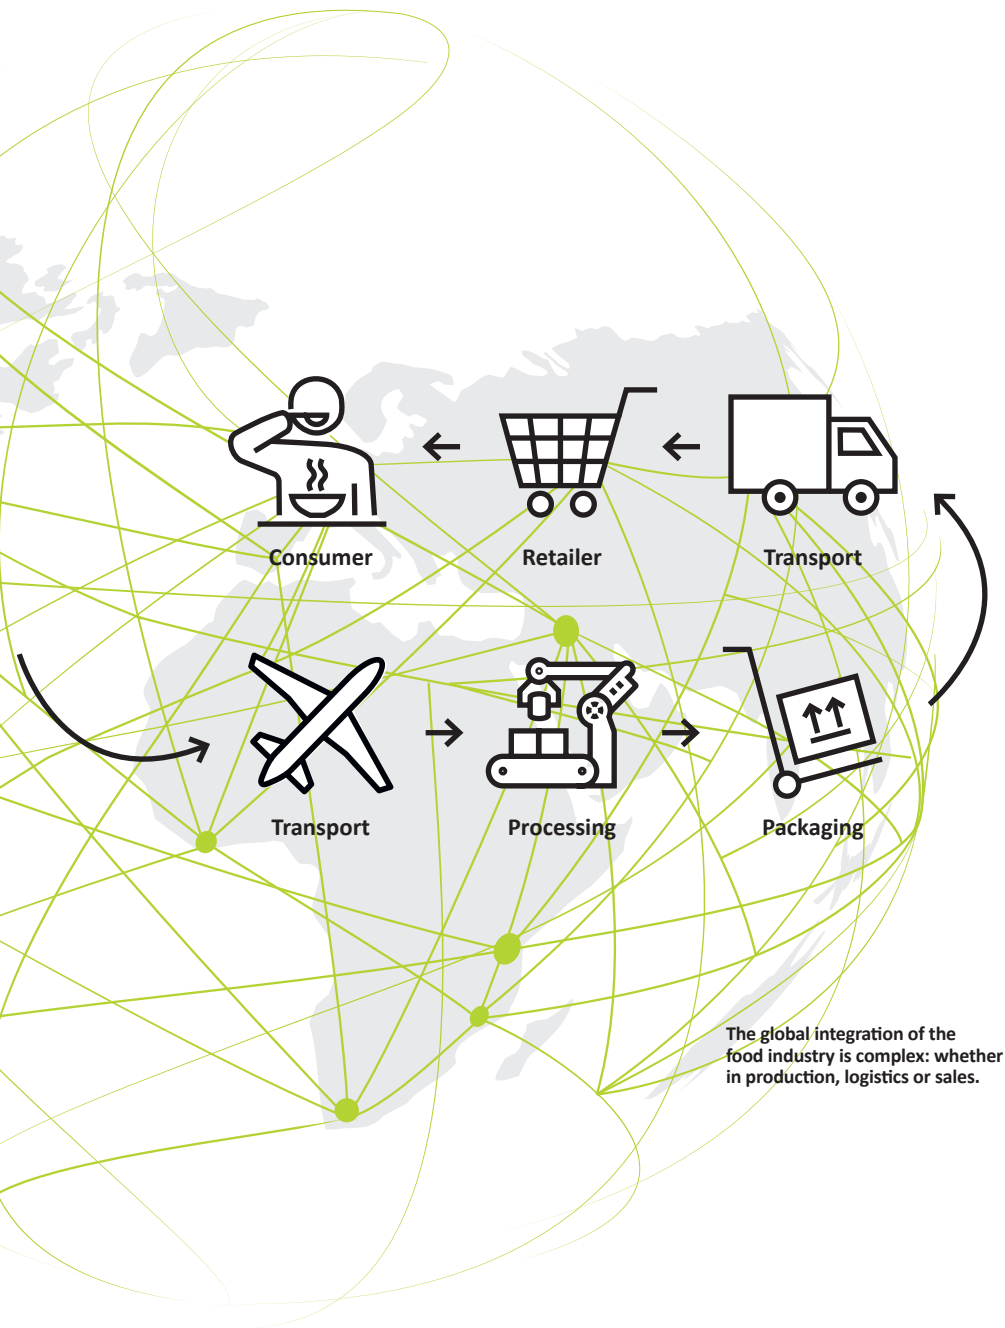 Consumer
Retailer
Transport
Transport
Processing
Packaging
The global integration of the
food industry is complex: whether
in production, logistics or sales.